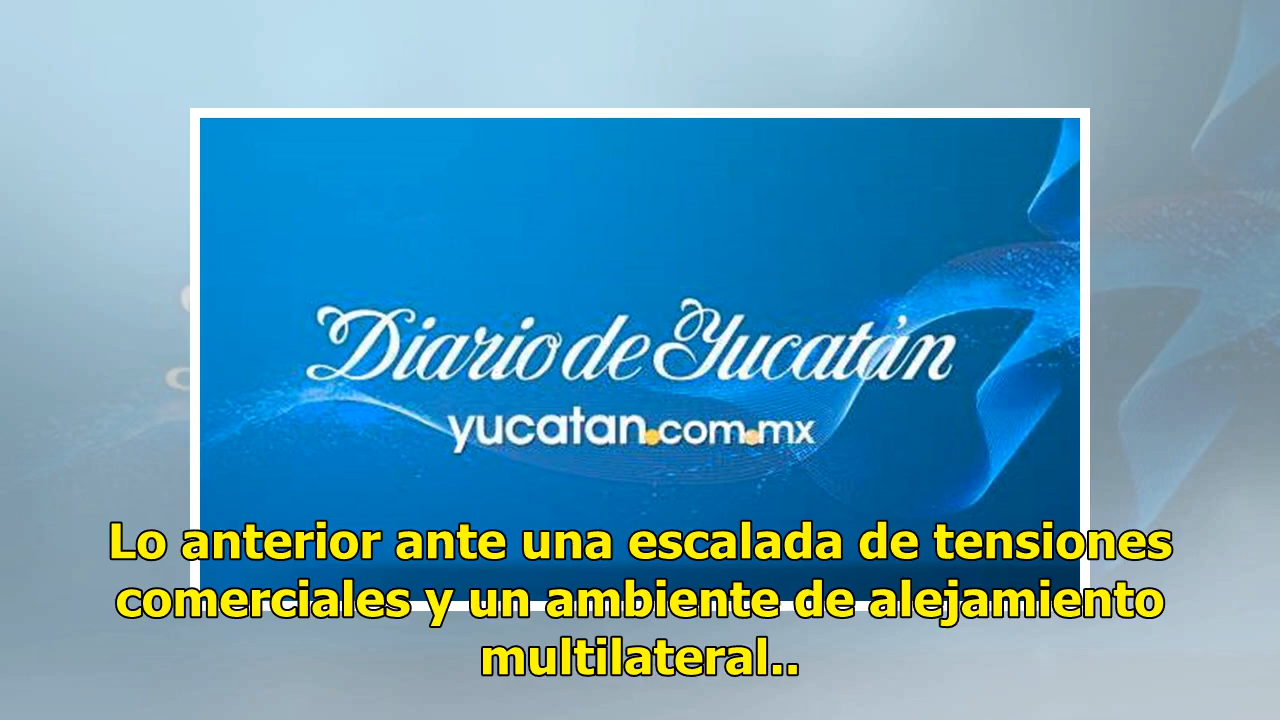 Diario de Yucatán
yucatan.com.mx
Lo anterior ante una escalada de tensiones
comerciales y un ambiente de alejamiento
multilateral..